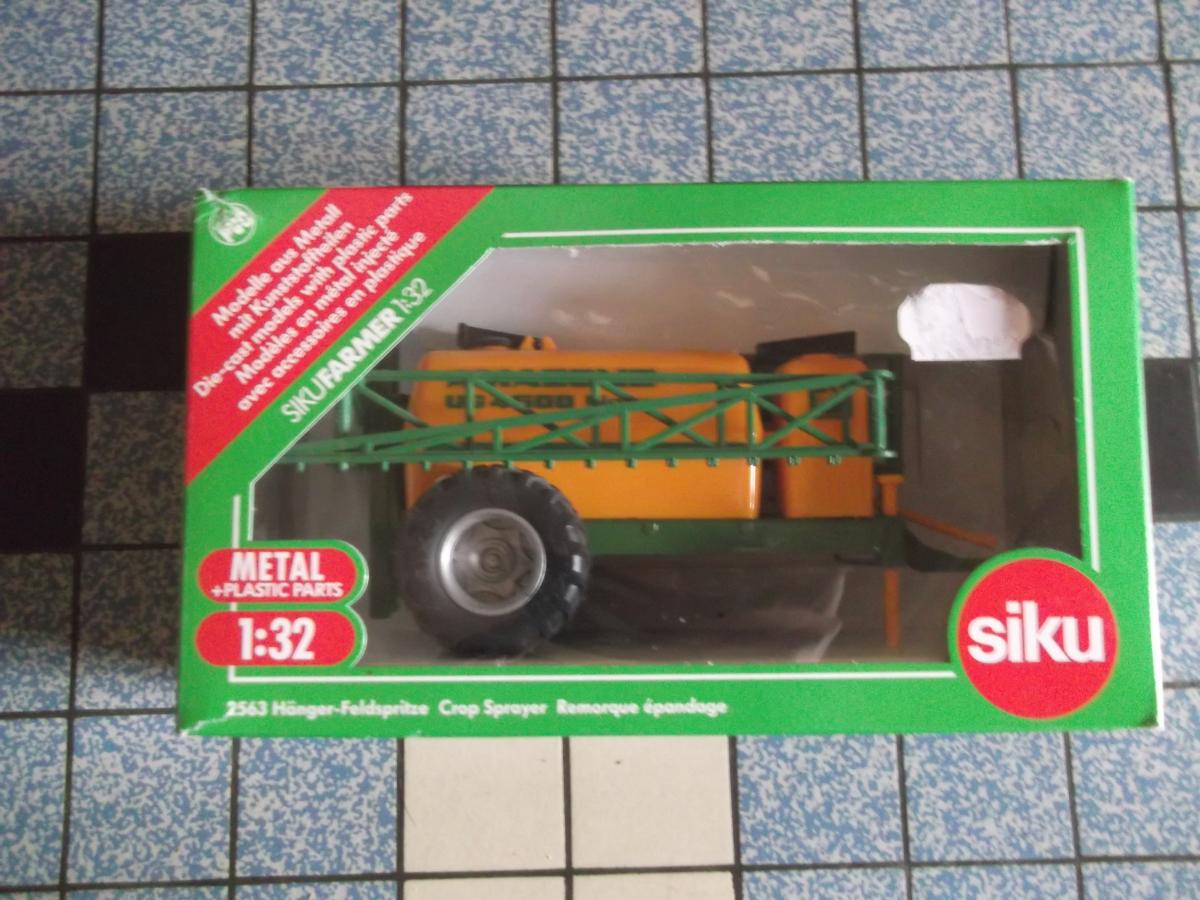 Modelle aus Metall
mit Kunststoffteilen
Die-cast models with plastic parts
Modèles en métal injecté
avec accessoires en plastique
SIKUFARMER 1:32
METAL
+PLASTIC PARTS
1:32
siku
2563 Hänger-Feldspritze Crop Sprayer Remorque épandage